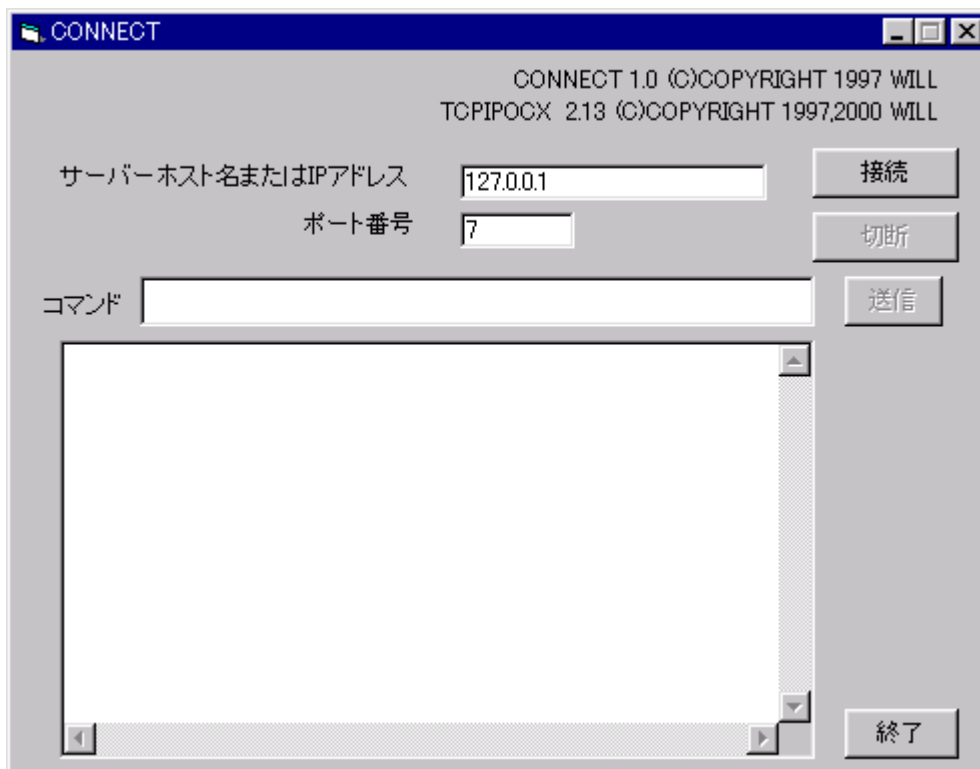 CONNECT
CONNECT 1.0 (C)COPYRIGHT 1997 WILL
TCPIPOCX 2.13 (C)COPYRIGHT 1997,2000 WILL
サーバーホスト名またはIPアドレス 127.0.0.1 接続
ポート番号 7 切断
コマンド 送信
終了